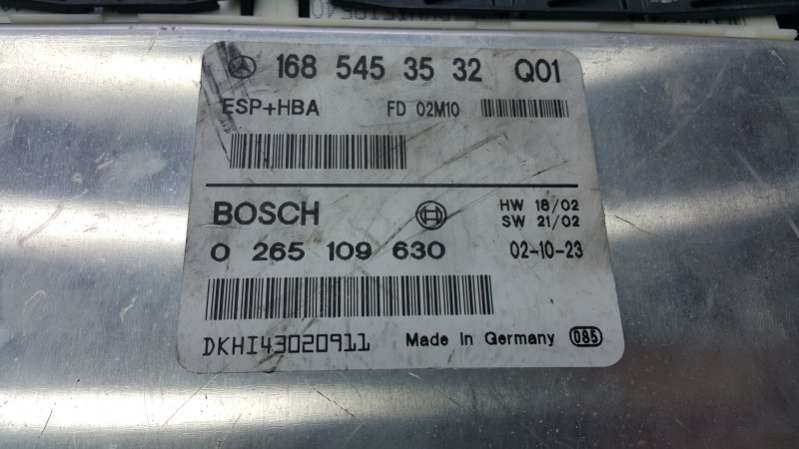 168 545 35 32 Q01
ESP+HBA FD 02M10
BOSCH HW 18/02
SW 21/02
0 265 109 630 02-10-23
DKHI43020911 Made in Germany 085